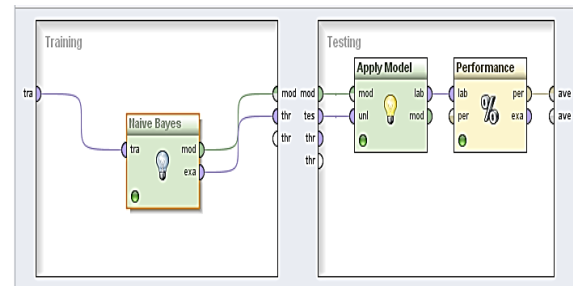 Training
tra
Naive Bayes
tra
mod
exa
mod
thr
thr
Testing
mod
tes
thr
thr
Apply Model
mod
lab
unl
mod
Performance
lab
per
per
exa
%
ave
ave